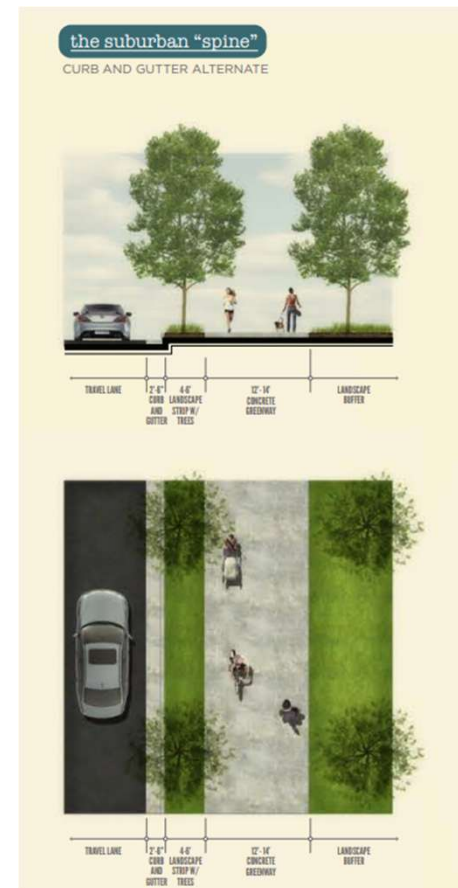 the suburban “spine”
CURB AND GUTTER ALTERNATE
TRAVEL LANE
2'-6"
CURB
AND
GUTTER
4-6'
LANDSCAPE
STRIP W/
TREES
12'-14'
CONCRETE
GREENWAY
LANDSCAPE
BUFFER
TRAVEL LANE
2'-6"
CURB
AND
GUTTER
4-6'
LANDSCAPE
STRIP W/
TREES
12'-14'
CONCRETE
GREENWAY
LANDSCAPE
BUFFER